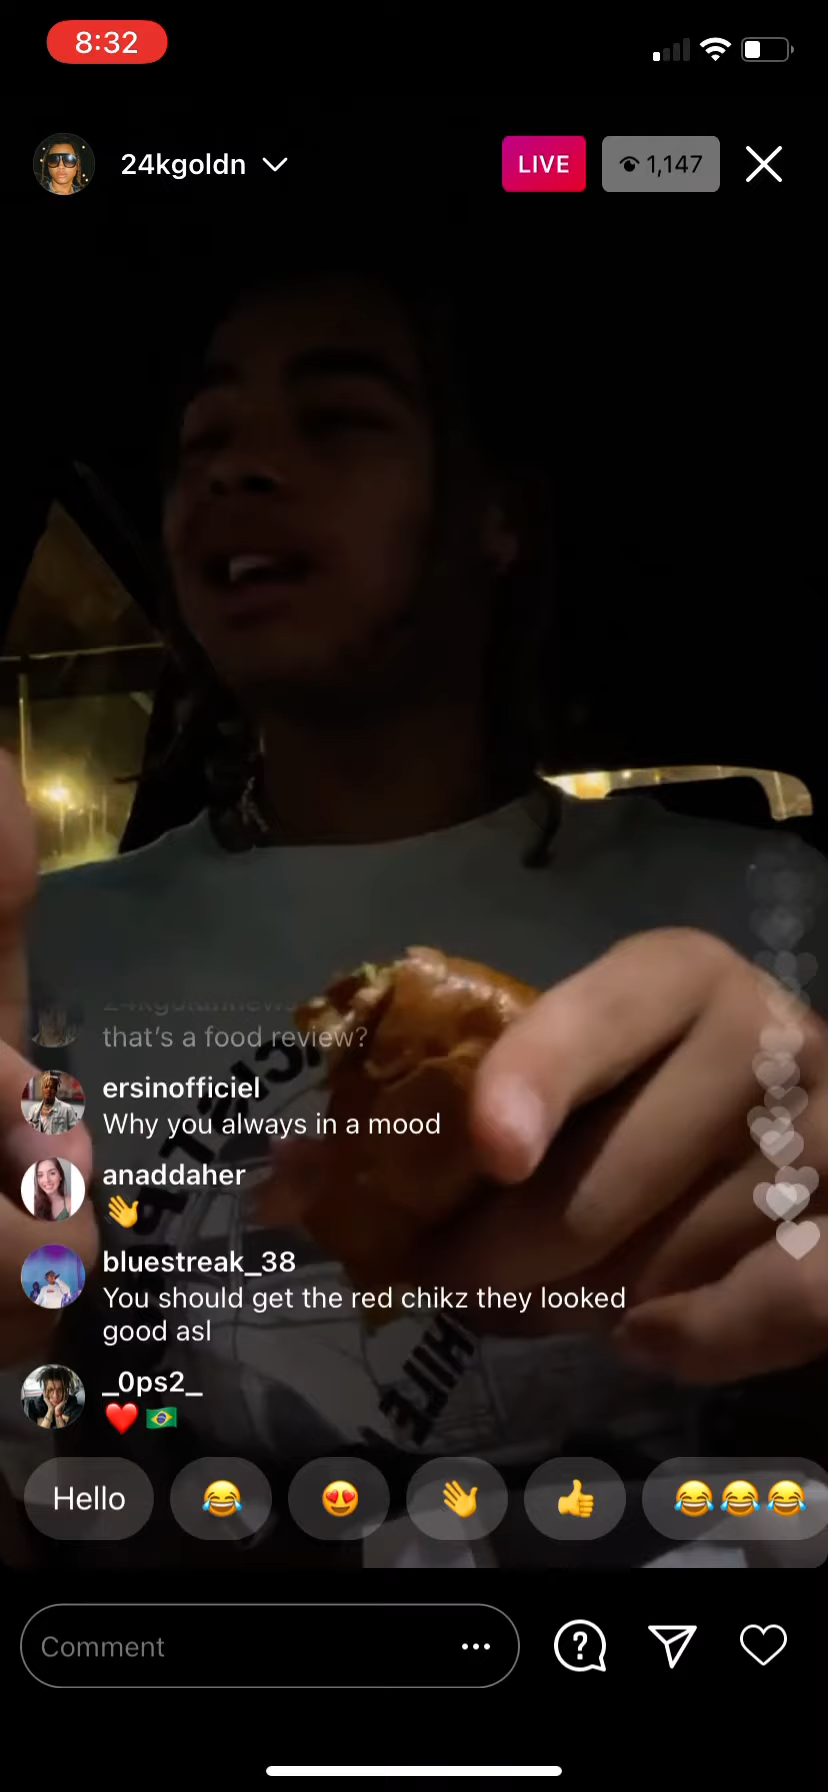 8:32
24kgoldn
LIVE
1,147
that's a food review?
ersinofficiel
Why you always in a mood
anaddaher
👋
bluestreak_38
You should get the red chikz they looked
good asl
_0ps2_
❤️🇧🇷
Hello 😂 😍 👋 👍 😂😂😂
Comment